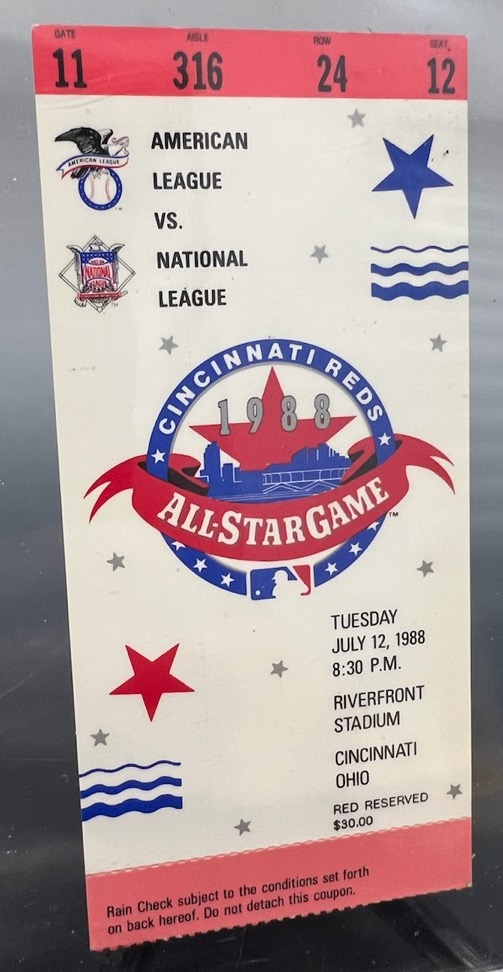 GATE AISLE ROW SEAT
11 316 24 12
AMERICAN
LEAGUE
VS.
NATIONAL
LEAGUE
AMERICAN LEAGUE
NATIONAL
CINCINNATI REDS
1988
ALL-STAR GAME
TM
TUESDAY
JULY 12, 1988
8:30 P.M.
RIVERFRONT
STADIUM
CINCINNATI
OHIO
RED RESERVED
$30.00
Rain Check subject to the conditions set forth
on back hereof. Do not detach this coupon.